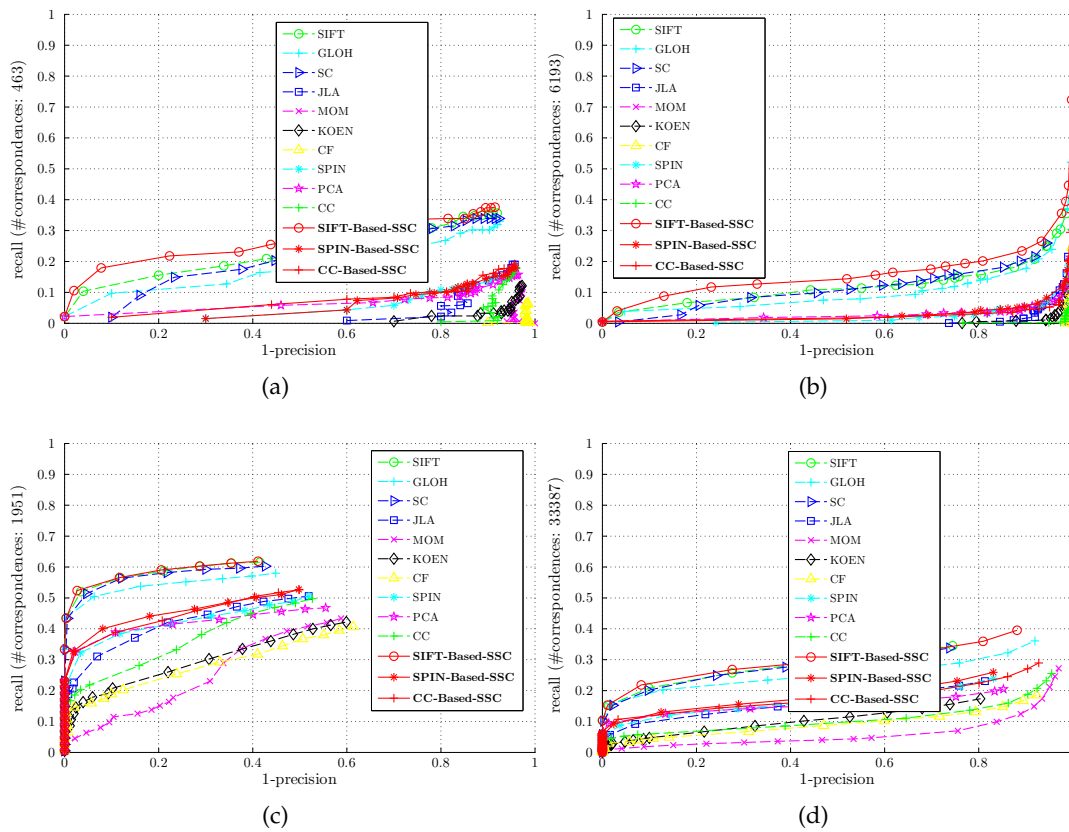 1
0.9
0.8
0.7
0.6
0.5
0.4
0.3
0.2
0.1
0
0 0.2 0.4 0.6 0.8 1
recall (#correspondences: 463)
1-precision
SIFT
GLOH
SC
JLA
MOM
KOEN
CF
SPIN
PCA
CC
SIFT-Based-SSC
SPIN-Based-SSC
CC-Based-SSC
(a)
1
0.9
0.8
0.7
0.6
0.5
0.4
0.3
0.2
0.1
0
0 0.2 0.4 0.6 0.8
recall (#correspondences: 6193)
1-precision
SIFT
GLOH
SC
JLA
MOM
KOEN
CF
SPIN
PCA
CC
SIFT-Based-SSC
SPIN-Based-SSC
CC-Based-SSC
(b)
1
0.9
0.8
0.7
0.6
0.5
0.4
0.3
0.2
0.1
0
0 0.2 0.4 0.6 0.8 1
recall (#correspondences: 1951)
1-precision
SIFT
GLOH
SC
JLA
MOM
KOEN
CF
SPIN
PCA
CC
SIFT-Based-SSC
SPIN-Based-SSC
CC-Based-SSC
(c)
1
0.9
0.8
0.7
0.6
0.5
0.4
0.3
0.2
0.1
0
0 0.2 0.4 0.6 0.8
recall (#correspondences: 33387)
1-precision
SIFT
GLOH
SC
JLA
MOM
KOEN
CF
SPIN
PCA
CC
SIFT-Based-SSC
SPIN-Based-SSC
CC-Based-SSC
(d)